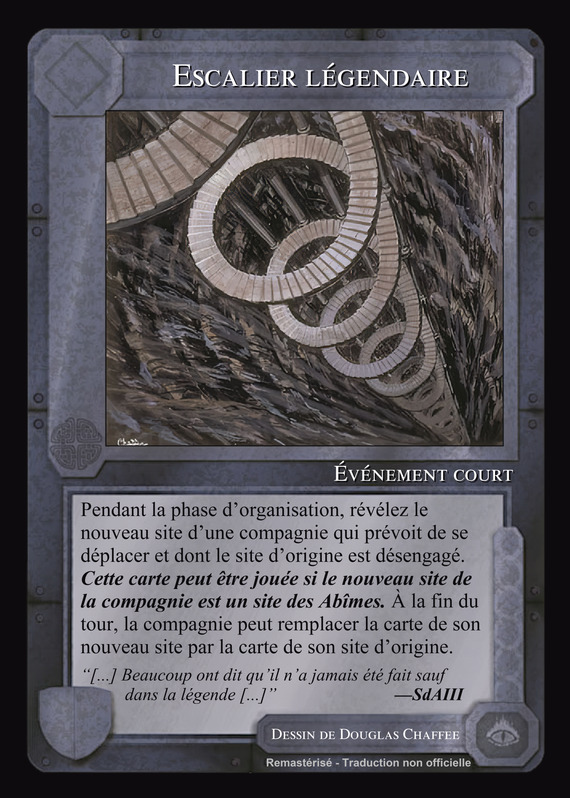 Escalier légendaire
Événement court
Pendant la phase d'organisation, révélez le
nouveau site d'une compagnie qui prévoit de se
déplacer et dont le site d'origine est désengagé.
Cette carte peut être jouée si le nouveau site de
la compagnie est un site des Abîmes. À la fin du
tour, la compagnie peut remplacer la carte de son
nouveau site par la carte de son site d'origine.
“[...] Beaucoup ont dit qu'il n'a jamais été fait sauf
dans la légende [...]” —SdAIII
Dessin de Douglas Chaffee
Remastérisé - Traduction non officielle